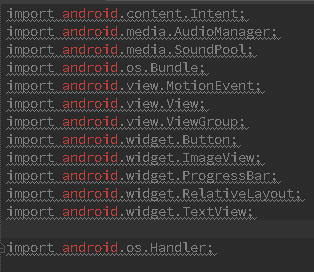 import android.content.Intent;
import android.media.AudioManager;
import android.media.SoundPool;
import android.os.Bundle;
import android.view.MotionEvent;
import android.view.View;
import android.view.ViewGroup;
import android.widget.Button;
import android.widget.ImageView;
import android.widget.ProgressBar;
import android.widget.RelativeLayout;
import android.widget.TextView;
import android.os.Handler;